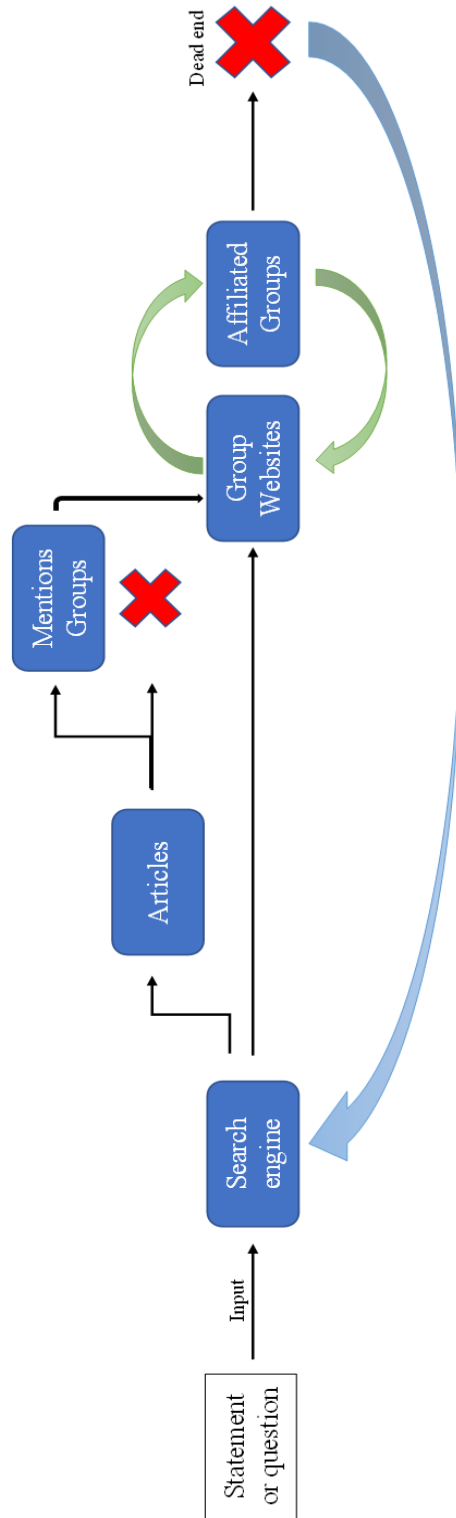 Statement
or question
Input
Search
engine
Articles
Mentions
Groups
Group
Websites
Affiliated
Groups
Dead end